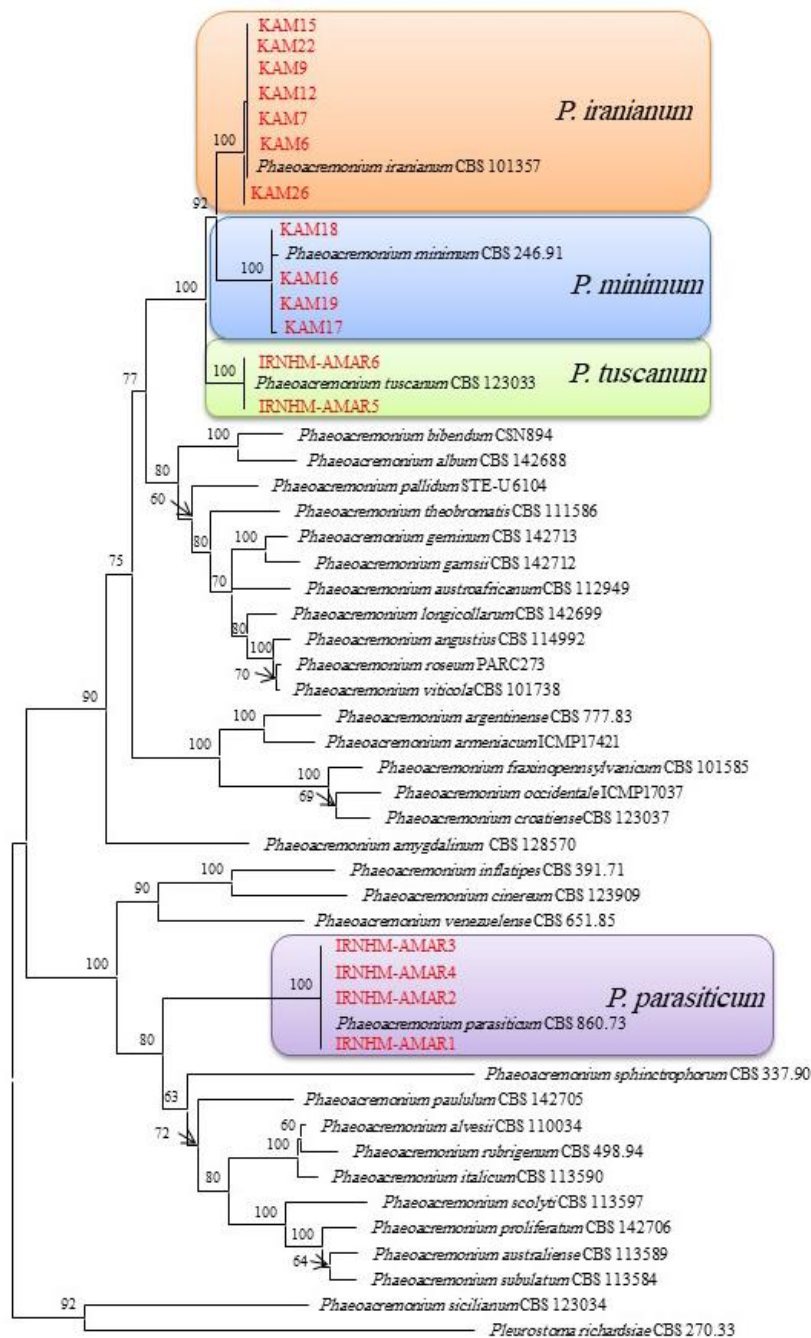 KAM15
KAM22
KAM9
KAM12
P. iranianum
KAM7
100
KAM6
Phaeoacremonium iranianum CBS 101357
KAM26
92
KAM18
Phaeoacremonium minimum CBS 246.91
100
KAM16
P. minimum
100
KAM19
KAM17
IRNHM-AMAR6
100
Phaeoacremonium tuscanum CBS 123033
P. tuscanum
77
IRNHM-AMAR5
100
Phaeoacremonium bibendum CSN894
Phaeoacremonium album CBS 142688
80
Phaeoacremonium pallidum STE-U 6104
60
Phaeoacremonium theobromatis CBS 111586
100
Phaeoacremonium geminum CBS 142713
80
75
Phaeoacremonium gamsii CBS 142712
70
Phaeoacremonium austroafricanum CBS 112949
Phaeoacremonium longicollarum CBS 142699
80
Phaeoacremonium angustius CBS 114992
100
Phaeoacremonium roseum PARC273
70
Phaeoacremonium viticola CBS 101738
90
100
Phaeoacremonium argentinense CBS 777.83
Phaeoacremonium armeniacum ICMP17421
100
100
Phaeoacremonium fraxinopennsylvanicum CBS 101585
Phaeoacremonium occidentale ICMP17037
69
Phaeoacremonium croatiense CBS 123037
Phaeoacremonium amygdalinum CBS 128570
100
Phaeoacremonium inflatipes CBS 391.71
90
Phaeoacremonium cinereum CBS 123909
Phaeoacremonium venezuelense CBS 651.85
IRNHM-AMAR3
100
IRNHM-AMAR4
100
IRNHM-AMAR2
P. parasiticum
Phaeoacremonium parasiticum CBS 860.73
80
IRNHM-AMAR1
Phaeoacremonium sphinctrophorum CBS 337.90
63
Phaeoacremonium paululum CBS 142705
60
Phaeoacremonium alvesii CBS 110034
72
100
Phaeoacremonium rubrigenum CBS 498.94
80
Phaeoacremonium italicum CBS 113590
Phaeoacremonium scolyti CBS 113597
100
100
Phaeoacremonium proliferatum CBS 142706
Phaeoacremonium australiense CBS 113589
64
Phaeoacremonium subulatum CBS 113584
92
Phaeoacremonium sicilianum CBS 123034
Pleurostoma richardsiae CBS 270.33